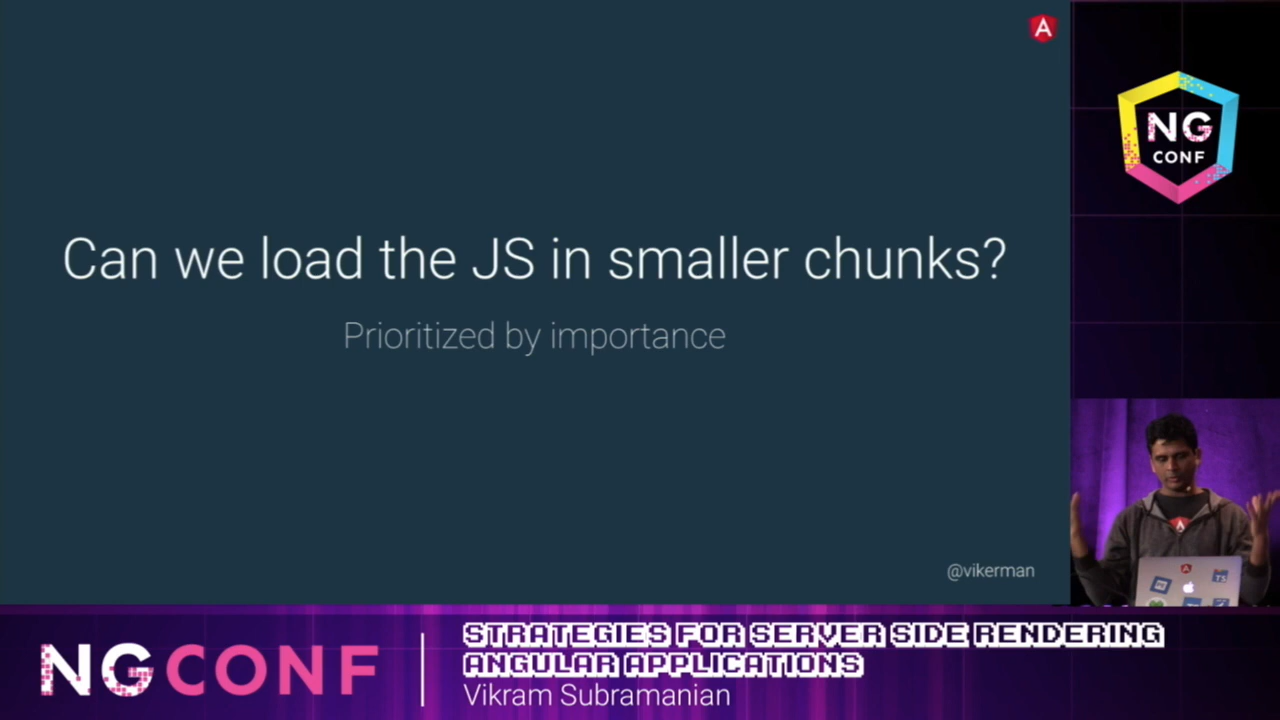 Can we load the JS in smaller chunks?
Prioritized by importance
@vikerman
NG
CONF
TS
NGCONF
STRATEGIES FOR SERVER SIDE RENDERING
ANGULAR APPLICATIONS
Vikram Subramanian